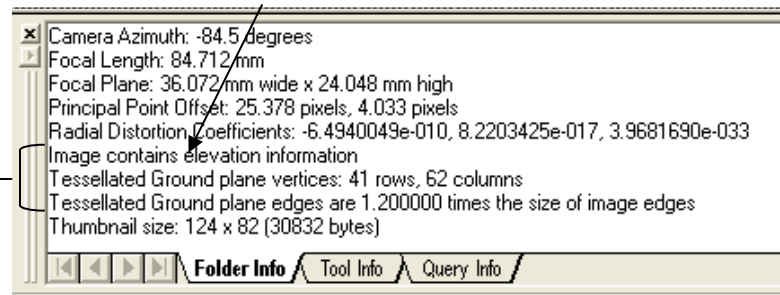 Camera Azimuth: -84.5 degrees
Focal Length: 84.712 mm
Focal Plane: 36.072 mm wide x 24.048 mm high
Principal Point Offset: 25.378 pixels, 4.033 pixels
Radial Distortion Coefficients: -6.4940049e-010, 8.2203425e-017, 3.9681690e-033
Image contains elevation information
Tessellated Ground plane vertices: 41 rows, 62 columns
Tessellated Ground plane edges are 1.200000 times the size of image edges
Thumbnail size: 124 x 82 (30832 bytes)
Folder Info Tool Info Query Info